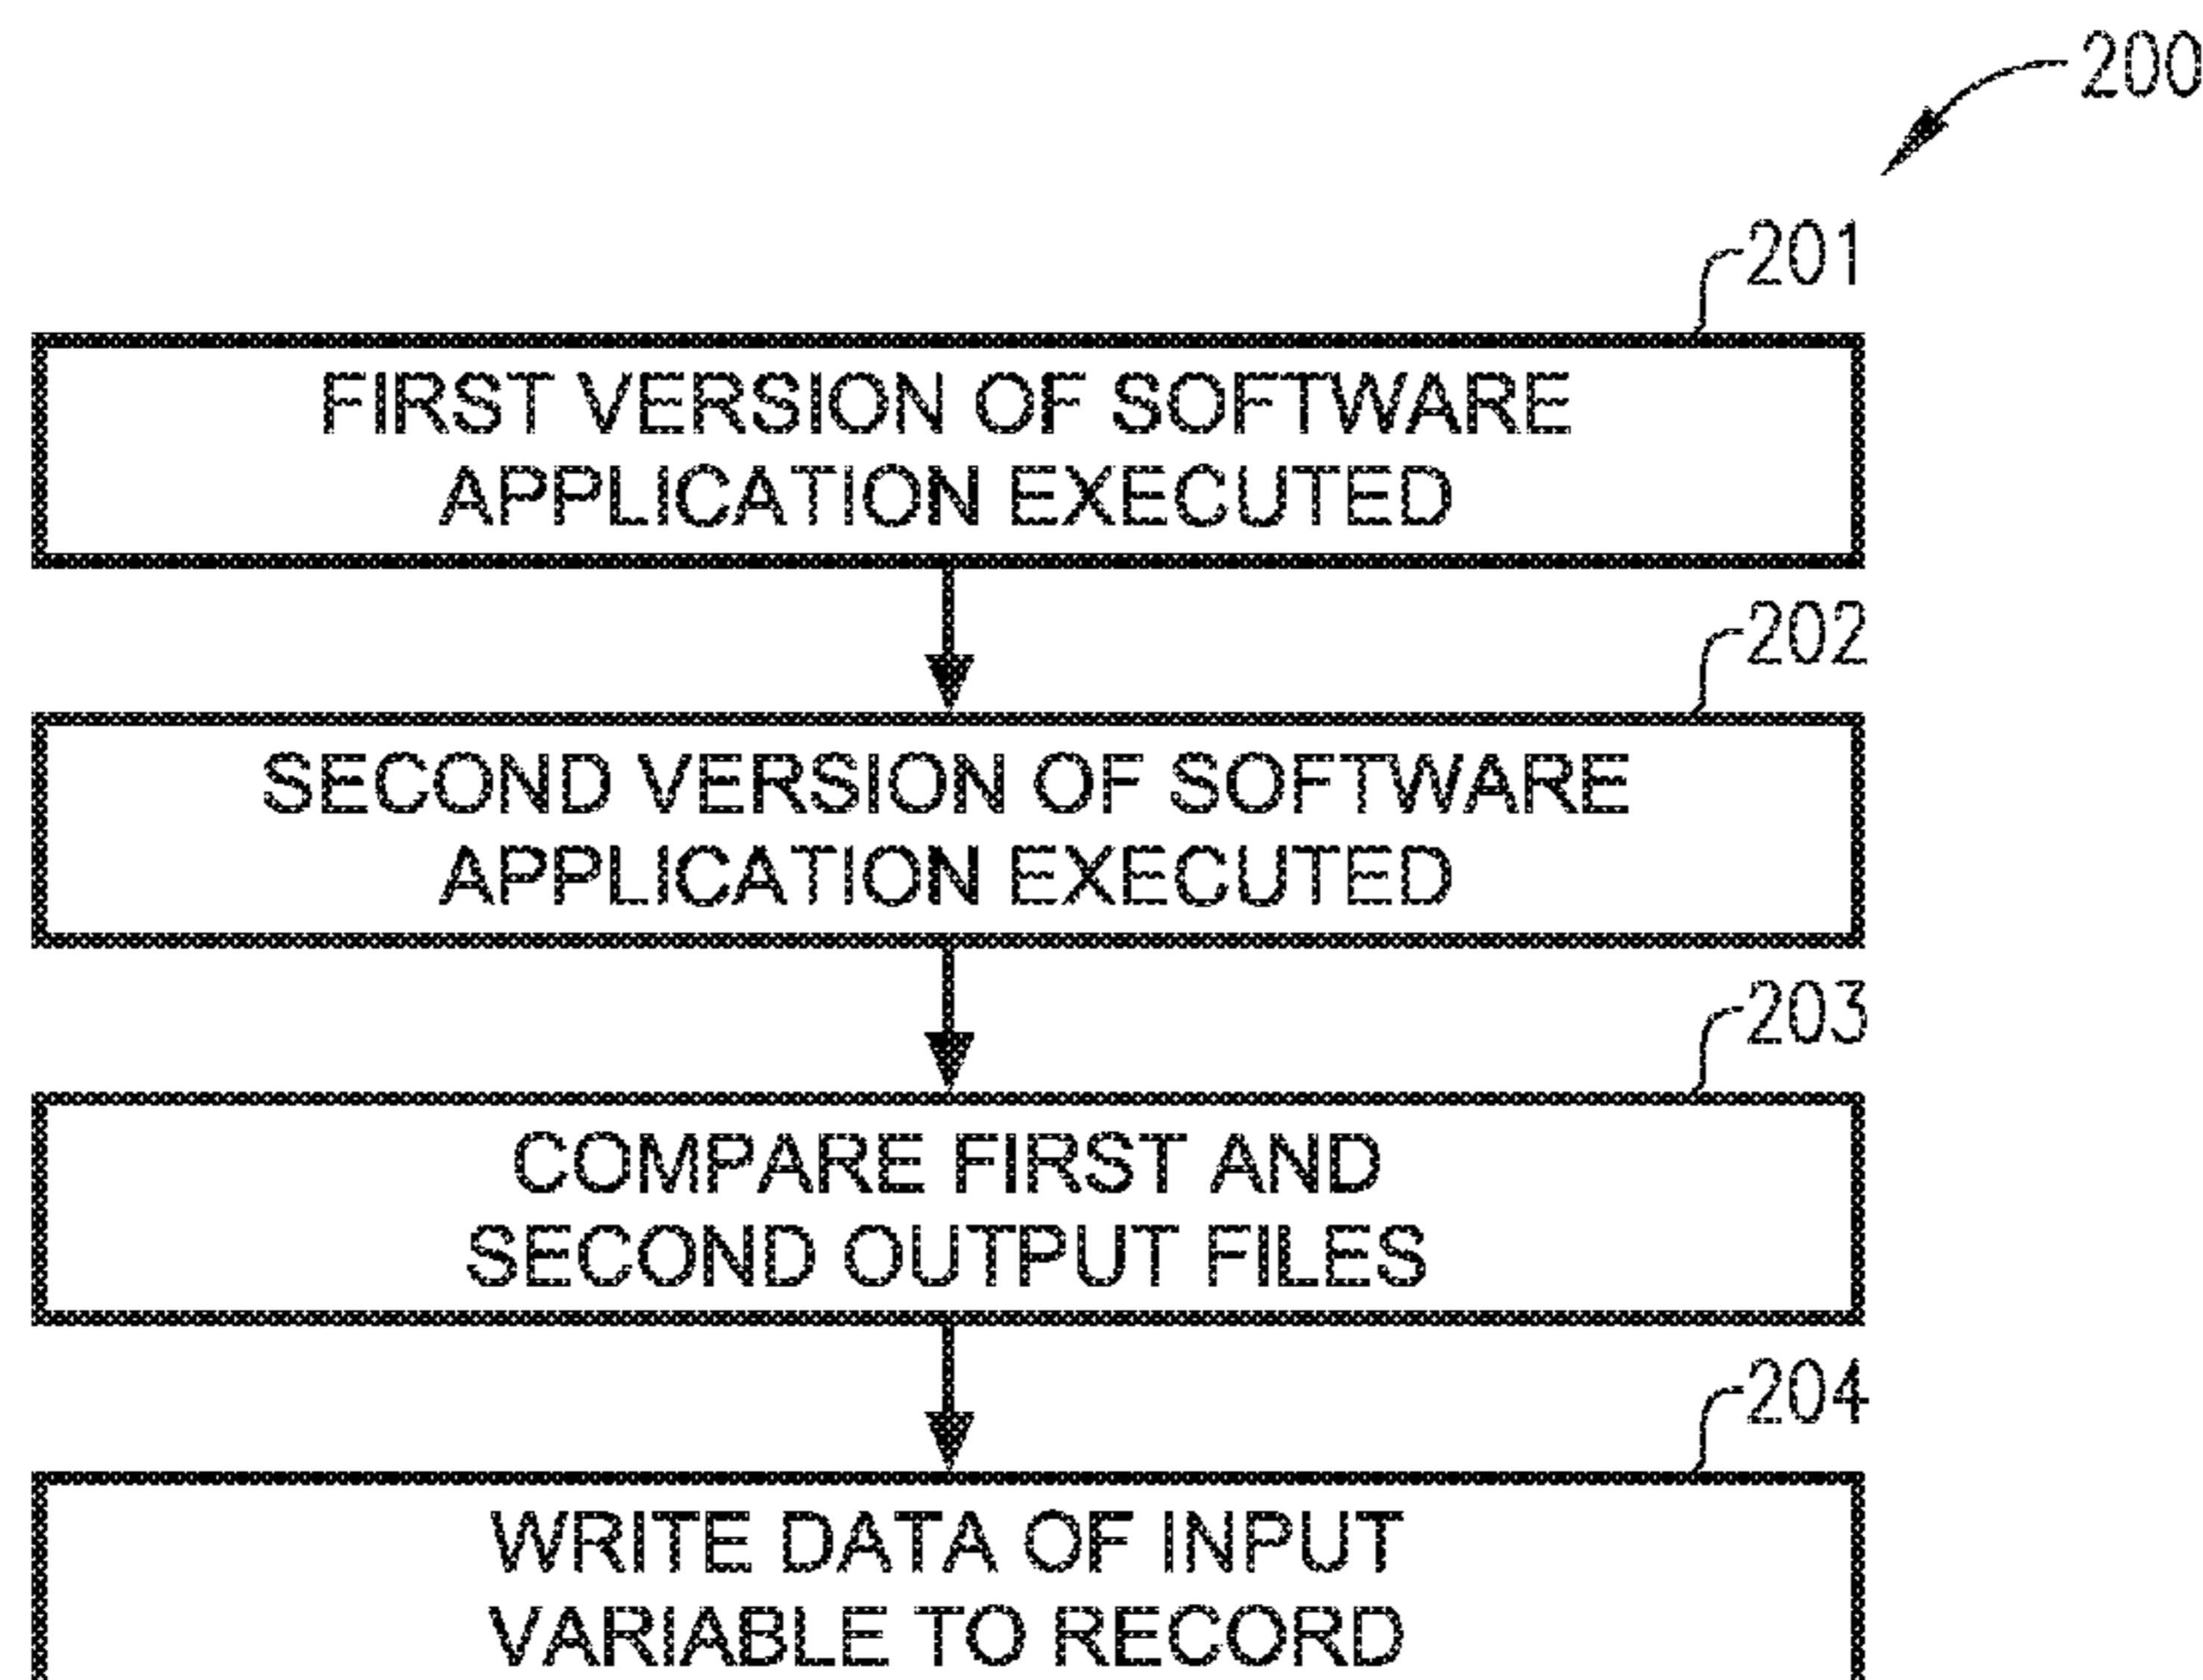 200
201
FIRST VERSION OF SOFTWARE
APPLICATION EXECUTED
202
SECOND VERSION OF SOFTWARE
APPLICATION EXECUTED
203
COMPARE FIRST AND
SECOND OUTPUT FILES
204
WRITE DATA OF INPUT
VARIABLE TO RECORD